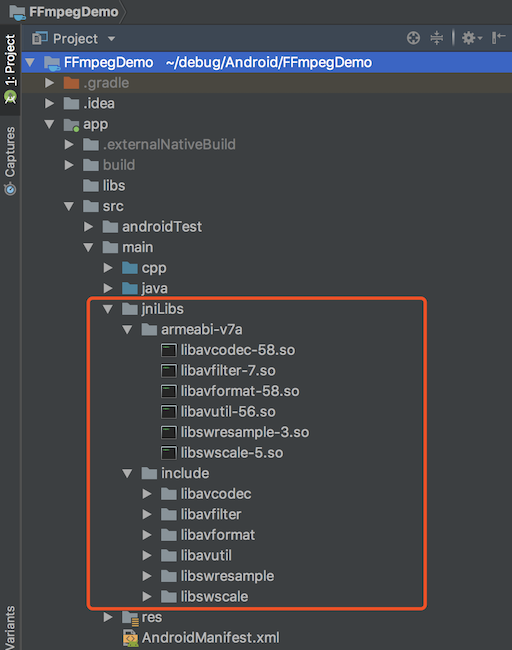 FFmpegDemo
Project
FFmpegDemo ~/debug/Android/FFmpegDemo
.gradle
.idea
app
.externalNativeBuild
build
libs
src
androidTest
main
cpp
java
jniLibs
armeabi-v7a
libavcodec-58.so
libavfilter-7.so
libavformat-58.so
libavutil-56.so
libswresample-3.so
libswscale-5.so
include
libavcodec
libavfilter
libavformat
libavutil
libswresample
libswscale
res
AndroidManifest.xml
1: Project
Captures
Variants